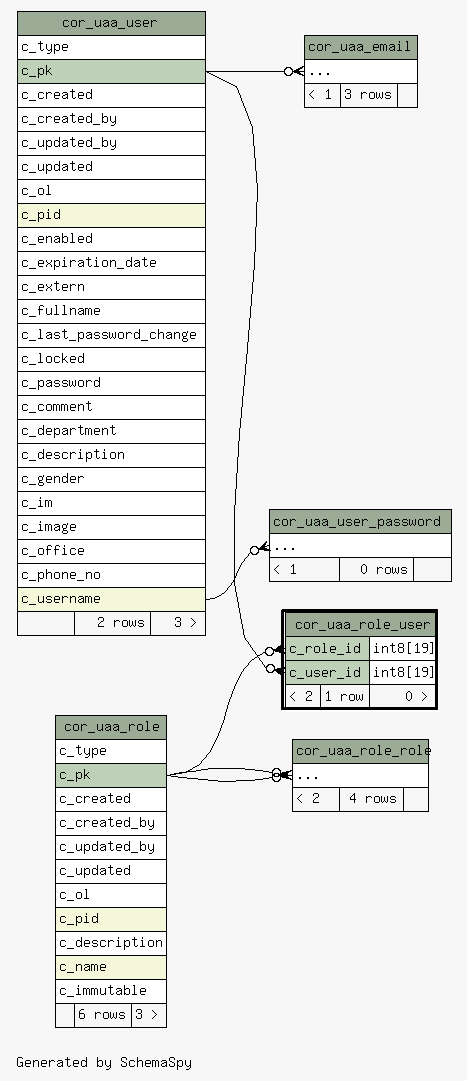 cor_uaa_user
c_type
c_pk
c_created
c_created_by
c_updated_by
c_updated
c_ol
c_pid
c_enabled
c_expiration_date
c_extern
c_fullname
c_last_password_change
c_locked
c_password
c_comment
c_department
c_description
c_gender
c_im
c_image
c_office
c_phone_no
c_username
2 rows 3 >
cor_uaa_email
...
< 1 3 rows
cor_uaa_user_password
...
< 1 0 rows
cor_uaa_role_user
c_role_id int8[19]
c_user_id int8[19]
< 2 1 row 0 >
cor_uaa_role
c_type
c_pk
c_created
c_created_by
c_updated_by
c_updated
c_ol
c_pid
c_description
c_name
c_immutable
6 rows 3 >
cor_uaa_role_role
...
< 2 4 rows
Generated by SchemaSpy